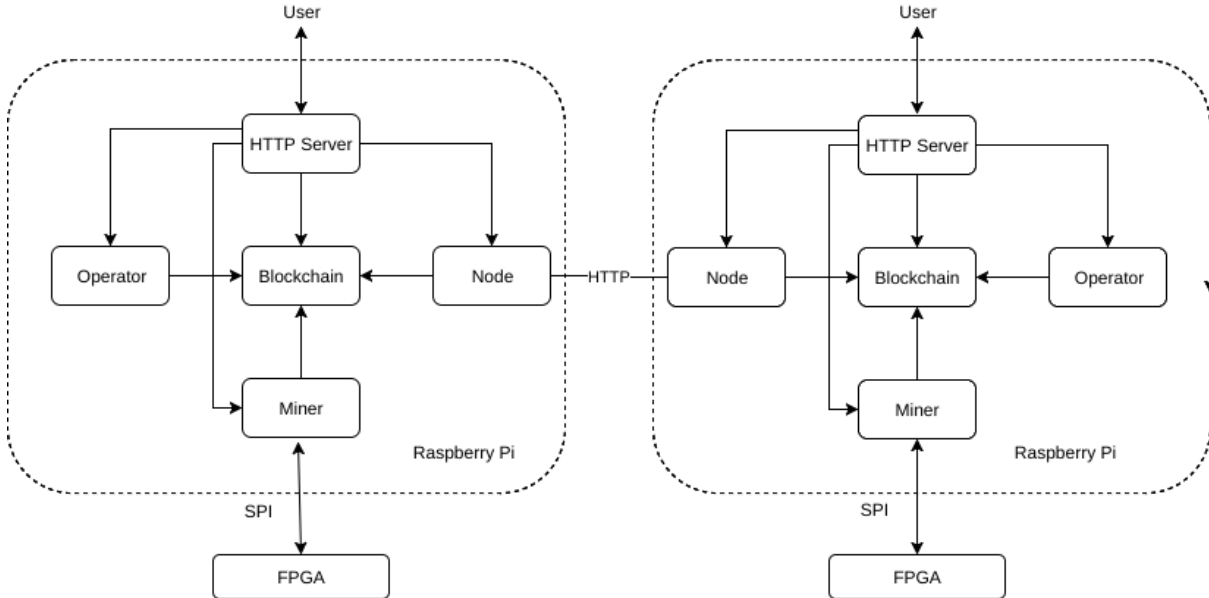 User
User
HTTP Server
HTTP Server
Operator
Blockchain
Node
HTTP
Node
Blockchain
Operator
Miner
Miner
Raspberry Pi
Raspberry Pi
SPI
SPI
FPGA
FPGA